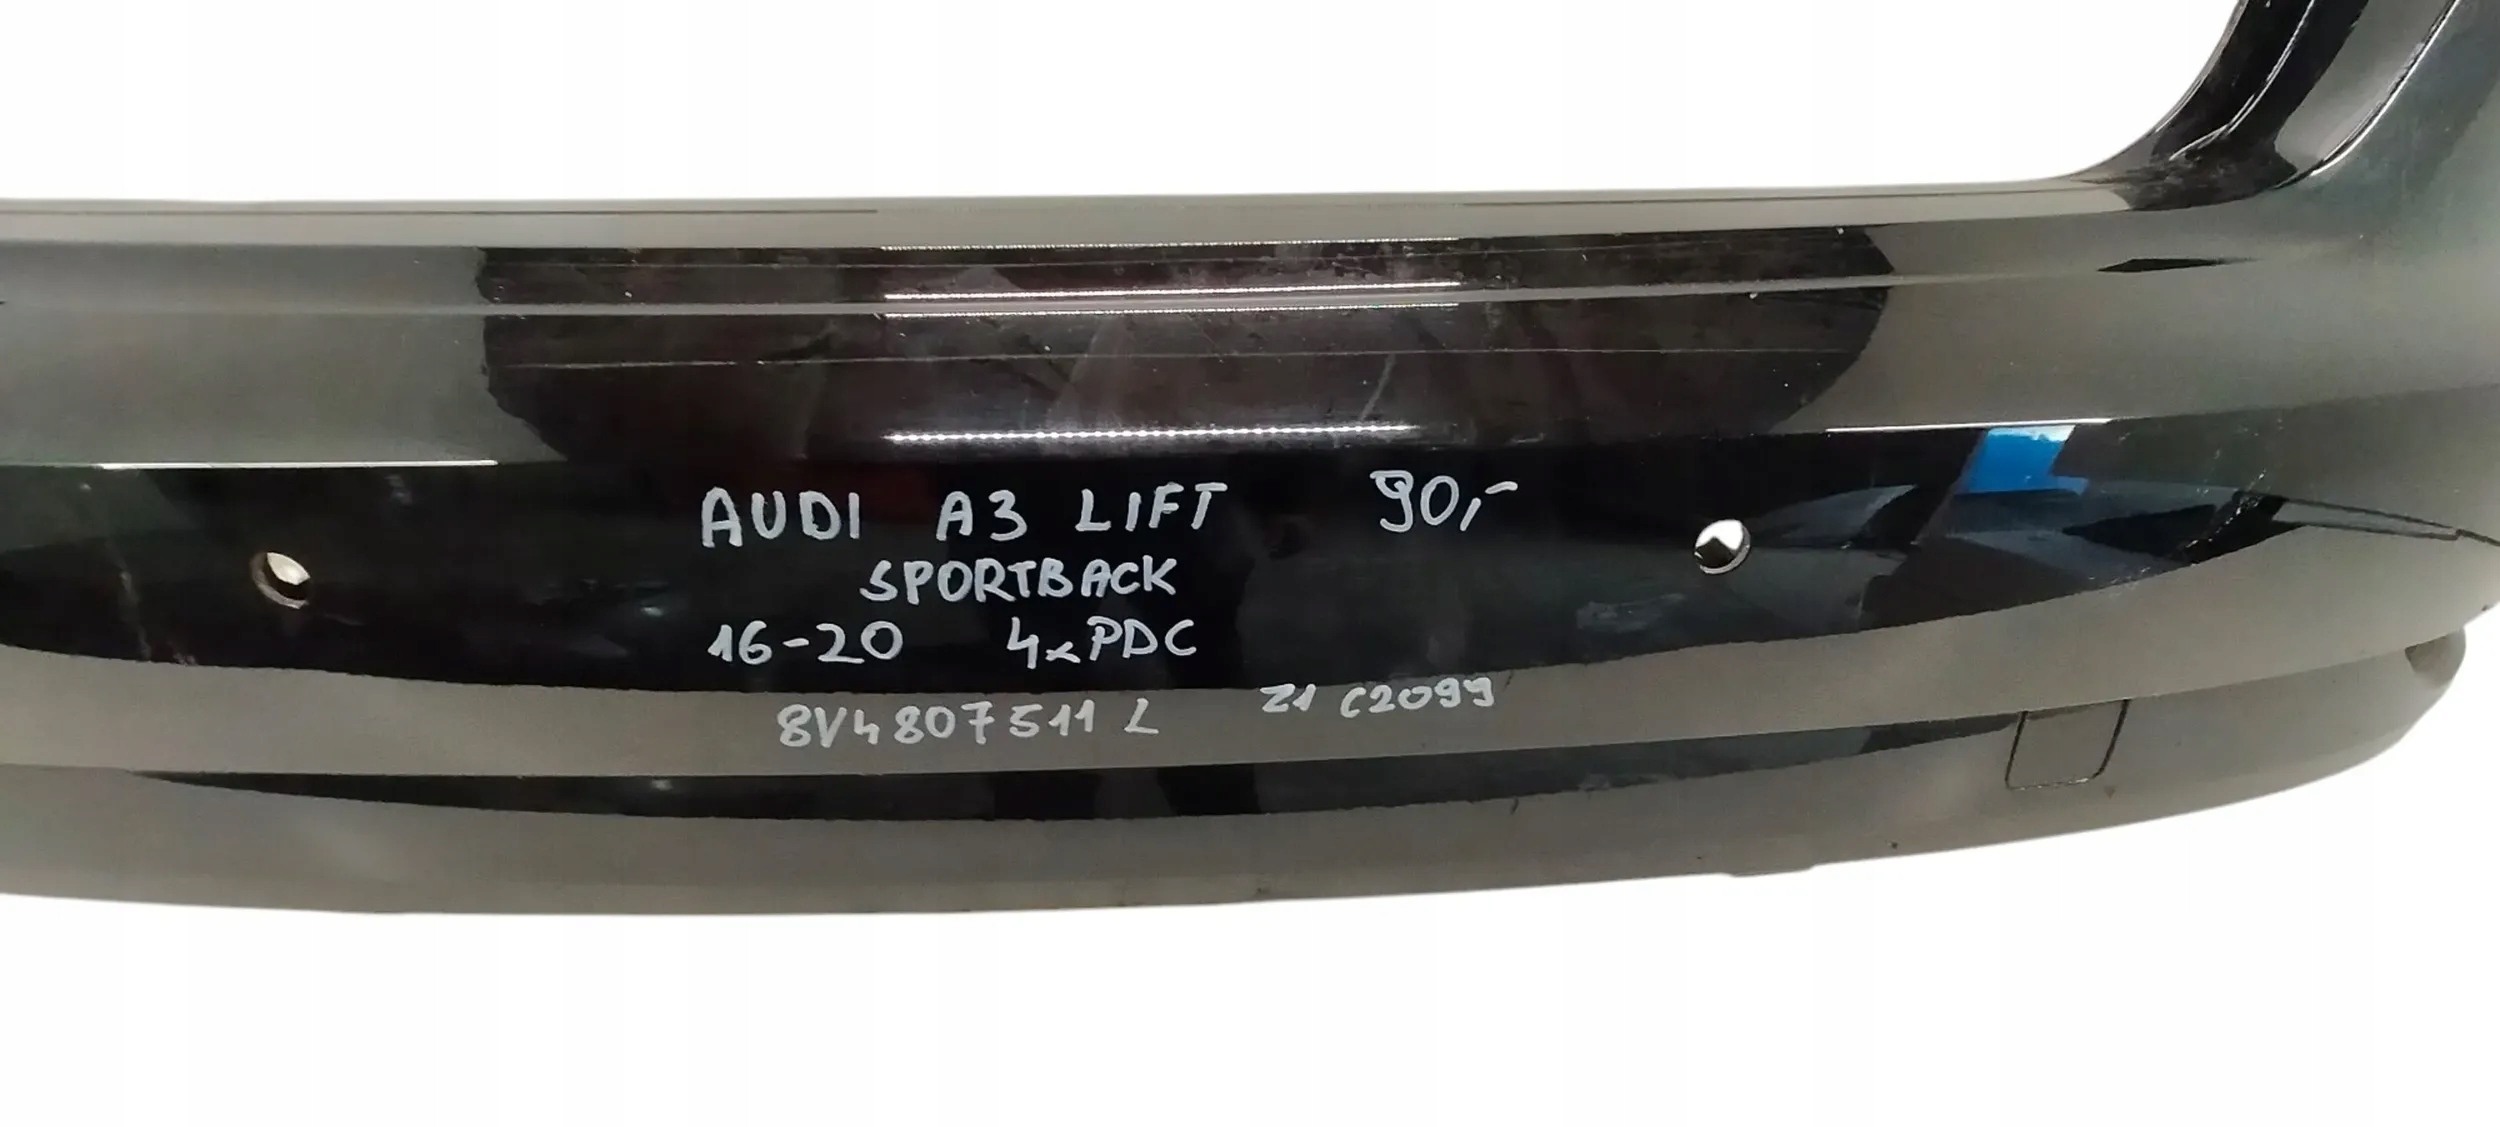 AUDI A3 LIFT 90,-
SPORTBACK
16-20 4xPDC
8V4807511 L Z1 C2099